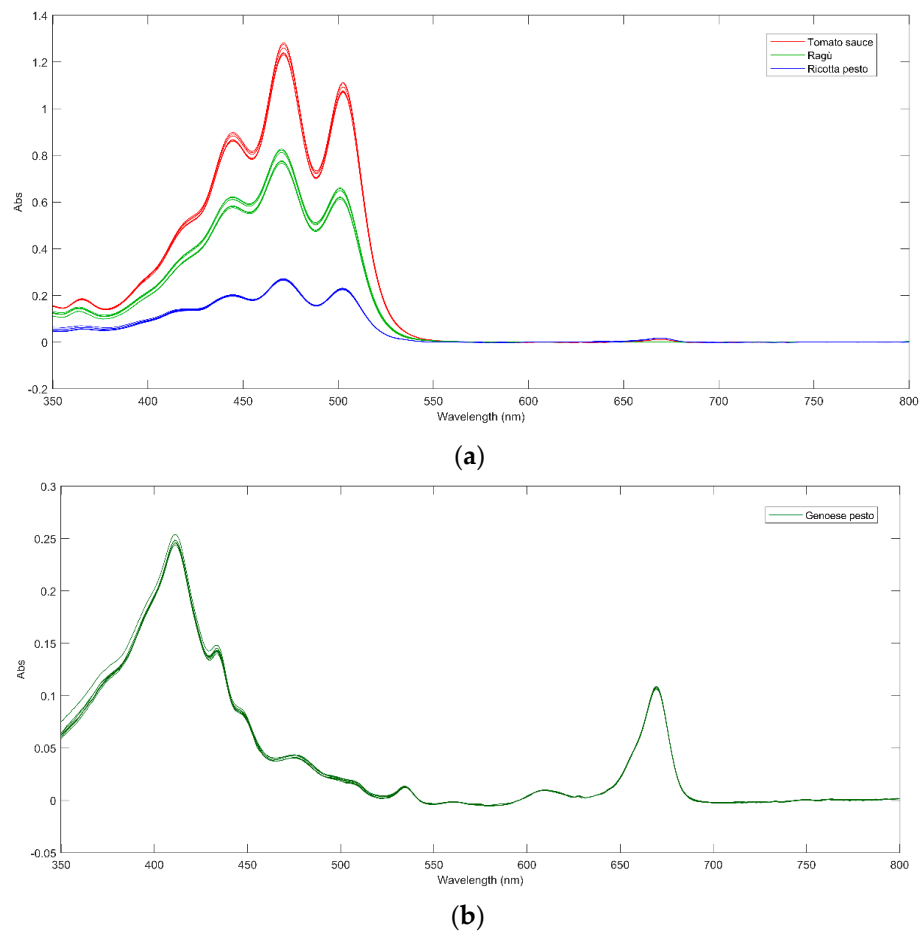 1.4
1.2
1
0.8
0.6
0.4
0.2
0
-0.2
Abs
Tomato sauce
Ragù
Ricotta pesto
350 400 450 500 550 600 650 700 750 800
Wavelength (nm)
(a)
0.3
0.25
0.2
0.15
0.1
0.05
0
-0.05
Abs
Genoese pesto
350 400 450 500 550 600 650 700 750 800
Wavelength (nm)
(b)